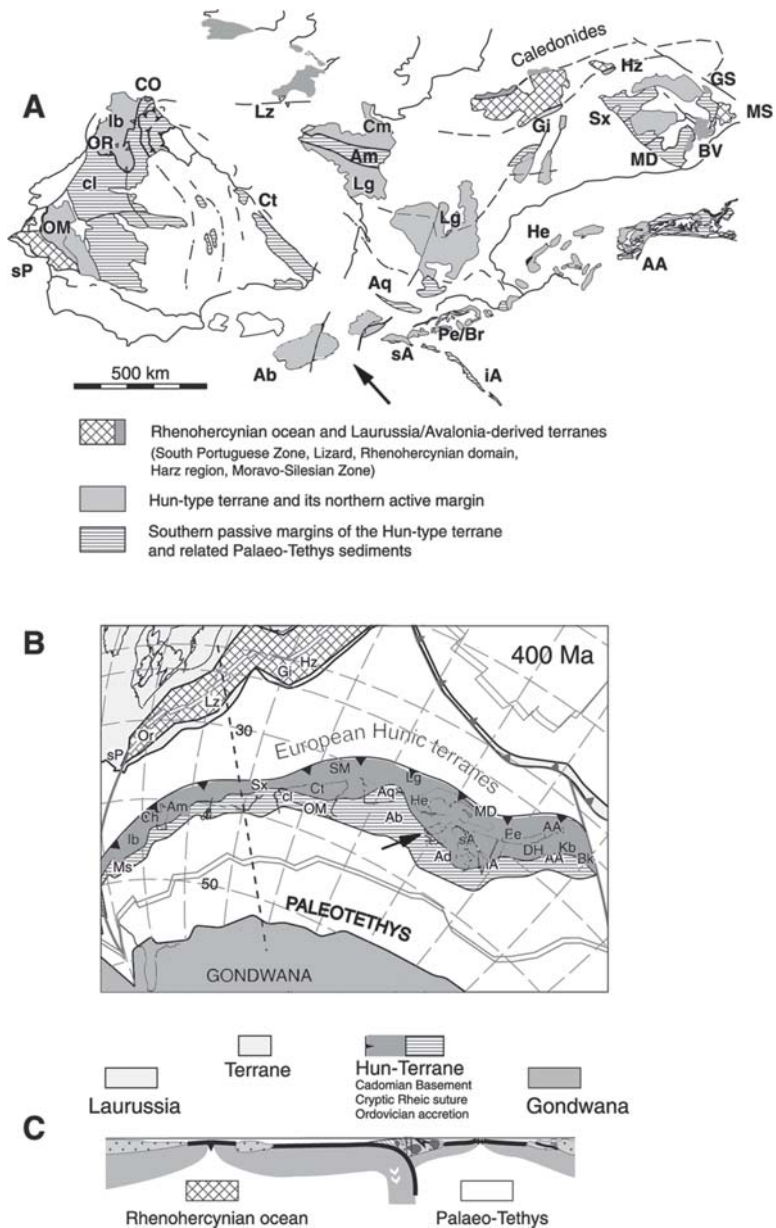 A
CO
Ib
OR
cl
OM
sP
Ct
Lz
Cm
Am
Lg
Lg
Caledonides
Hz
GS
MS
Gi
Sx
MD
BV
He
AA
Aq
Pe/Br
sA
iA
Ab
500 km
Rhenohercynian ocean and Laurussia/Avalonia-derived terranes
(South Portuguese Zone, Lizard, Rhenohercynian domain,
Harz region, Moravo-Silesian Zone)
Hun-type terrane and its northern active margin
Southern passive margins of the Hun-type terrane
and related Palaeo-Tethys sediments
B
400 Ma
Hz
Gi
Lz
Or
sP
30
European Hunic terranes
SM
Lg
Sx
Ct
Aq
He
MD
Am
cl
OM
Ab
Fe
AA
Ch
sA
Ib
Ad
iA
DH
AA
Kb
Bk
Ms
50
PALEOTETHYS
GONDWANA
Terrane
Hun-Terrane
Cadomian Basement
Cryptic Rheic suture
Ordovician accretion
Laurussia
Gondwana
C
Rhenohercynian ocean
Palaeo-Tethys